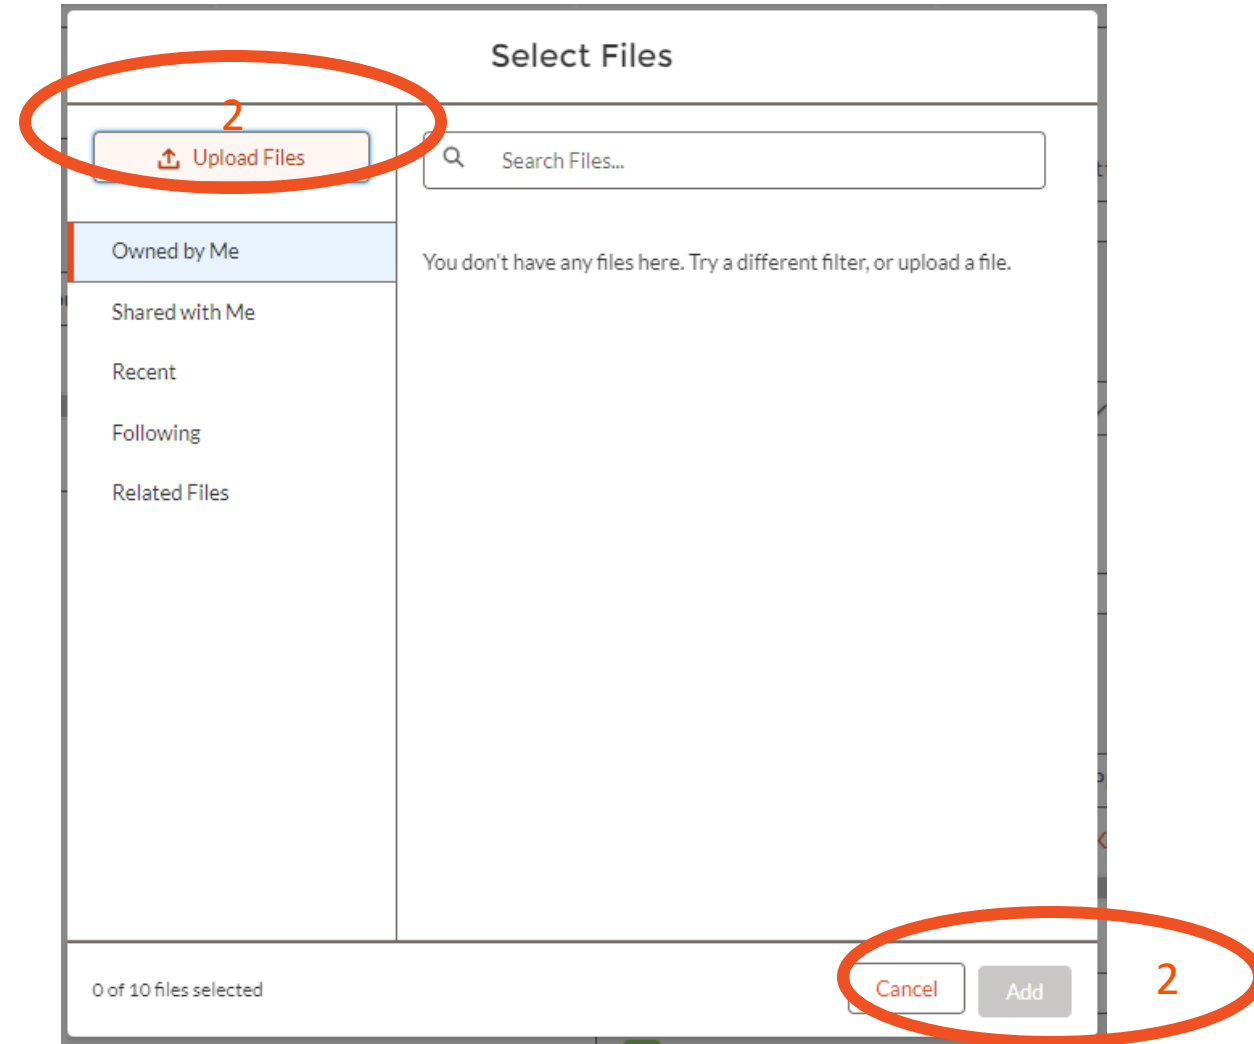 Select Files
2
Upload Files
Search Files...
Owned by Me
You don't have any files here. Try a different filter, or upload a file.
Shared with Me
Recent
Following
Related Files
0 of 10 files selected
Cancel
Add
2